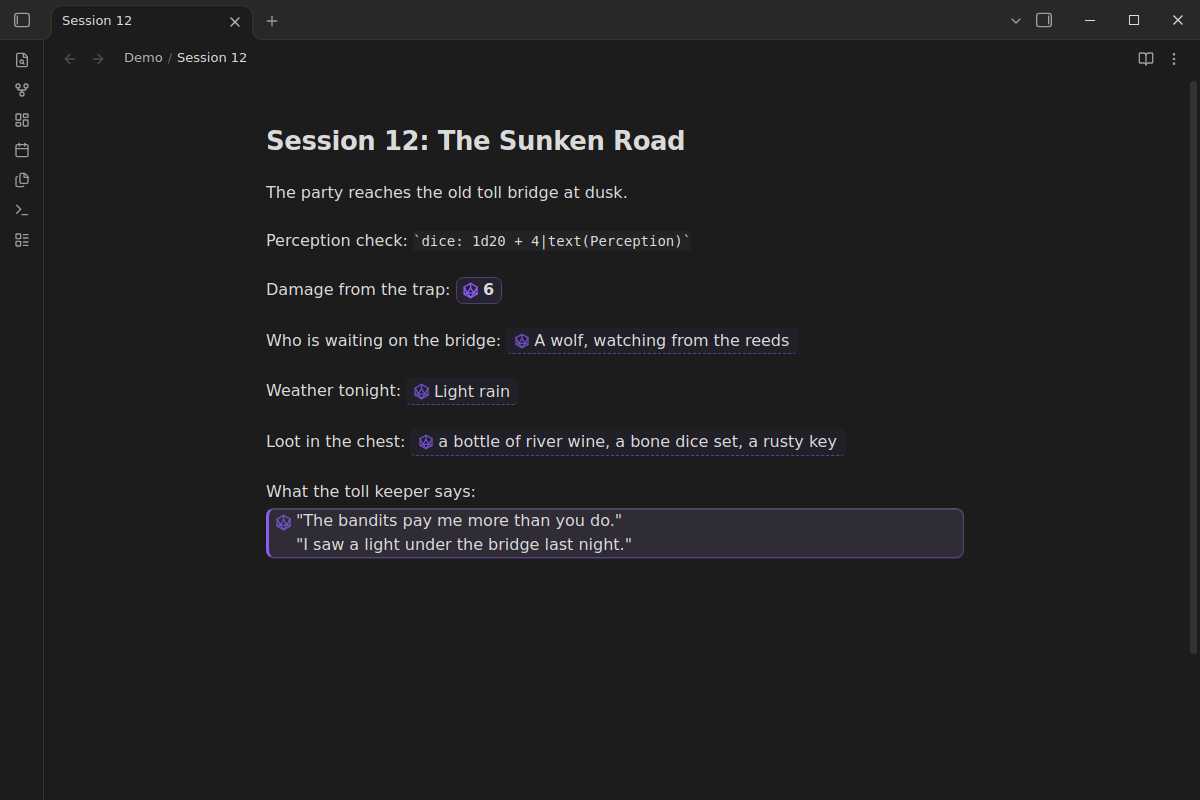 Session 12
Demo / Session 12
Session 12: The Sunken Road
The party reaches the old toll bridge at dusk.
Perception check: `dice: 1d20 + 4|text(Perception)`
Damage from the trap: 6
Who is waiting on the bridge: A wolf, watching from the reeds
Weather tonight: Light rain
Loot in the chest: a bottle of river wine, a bone dice set, a rusty key
What the toll keeper says:
"The bandits pay me more than you do."
"I saw a light under the bridge last night."